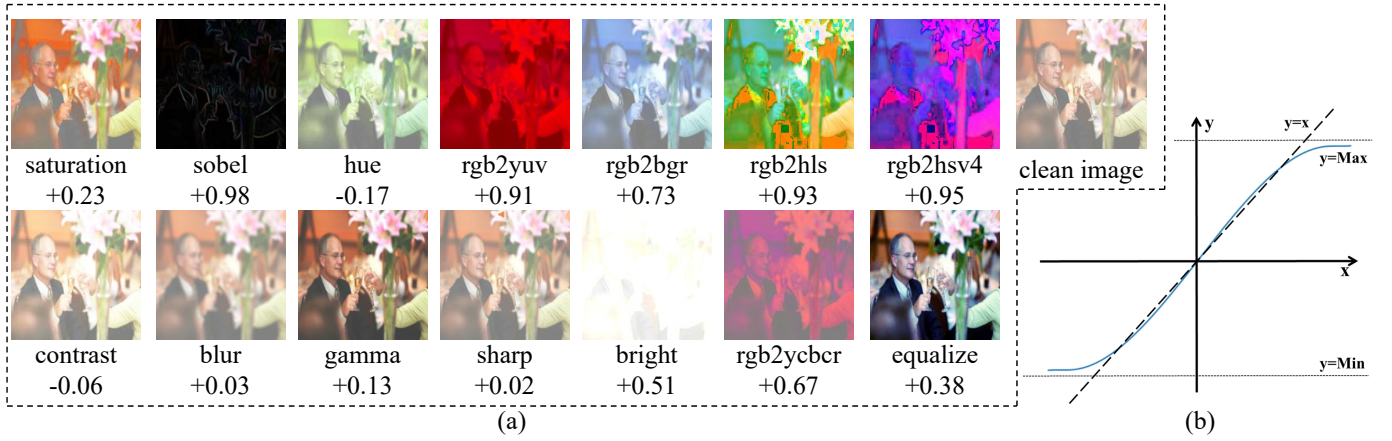 saturation sobel hue rgb2yuv rgb2bgr rgb2hls rgb2hsv4 clean image
+0.23 +0.98 -0.17 +0.91 +0.73 +0.93 +0.95
contrast blur gamma sharp bright rgb2ycbcr equalize
-0.06 +0.03 +0.13 +0.02 +0.51 +0.67 +0.38
(a)
y y=x
y=Max
x
y=Min
(b)